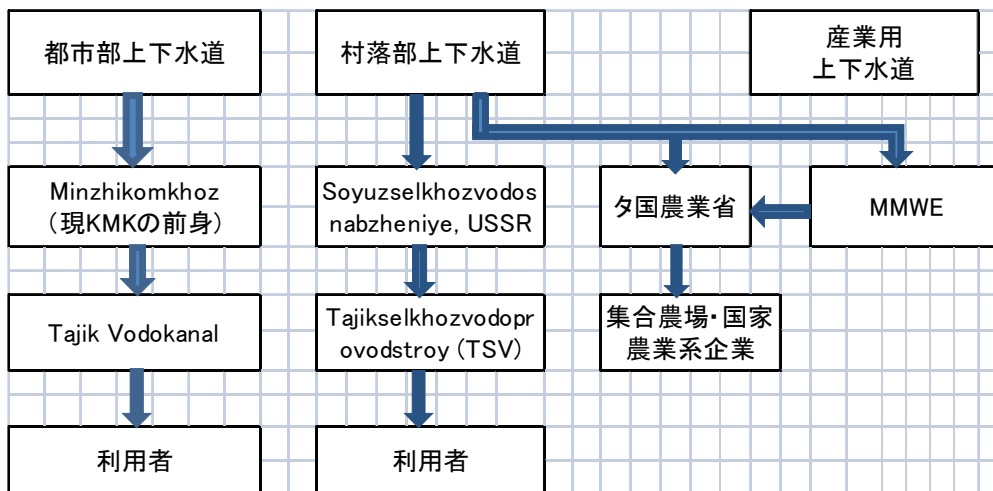 都市部上下水道
村落部上下水道
産業用
上下水道
Minzhikomkhoz
（現KMKの前身）
Soyuzselkhozvodos
nabzheniye, USSR
タ国農業省
MMWE
Tajik Vodokanal
Tajikselkhozvodopr
ovodstroy (TSV)
集合農場・国家
農業系企業
利用者
利用者